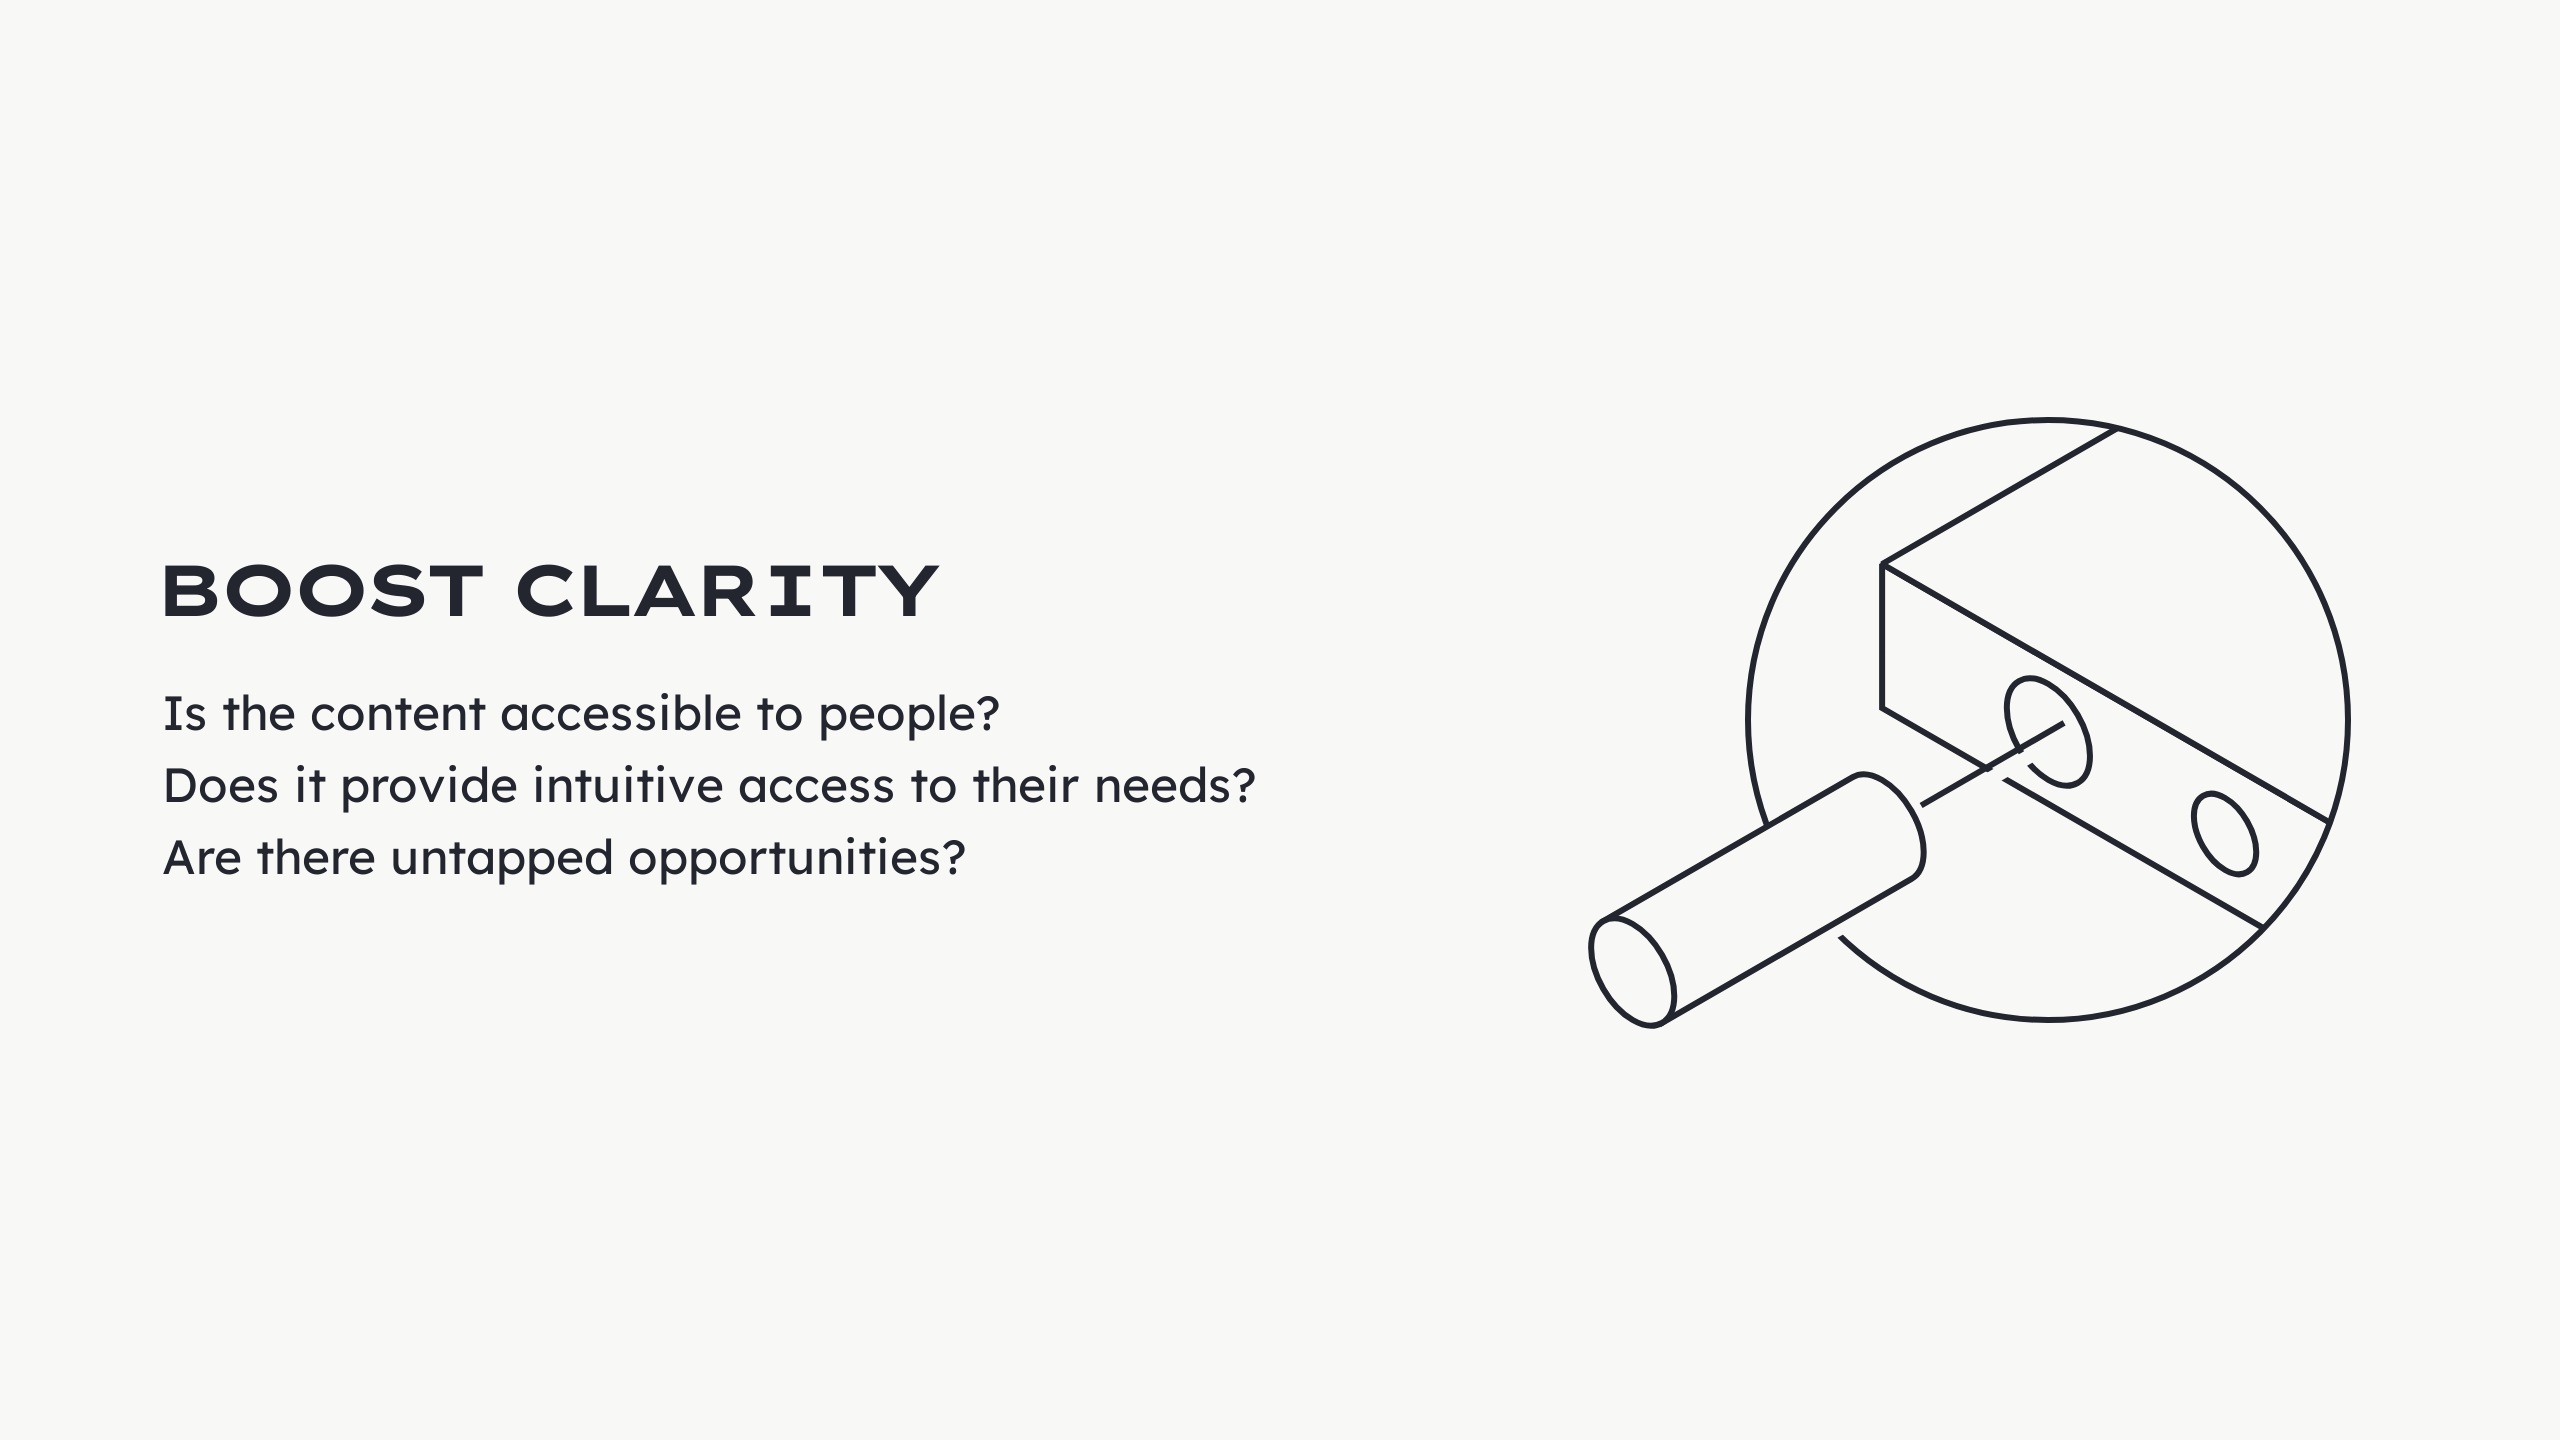 BOOST CLARITY
Is the content accessible to people?
Does it provide intuitive access to their needs?
Are there untapped opportunities?